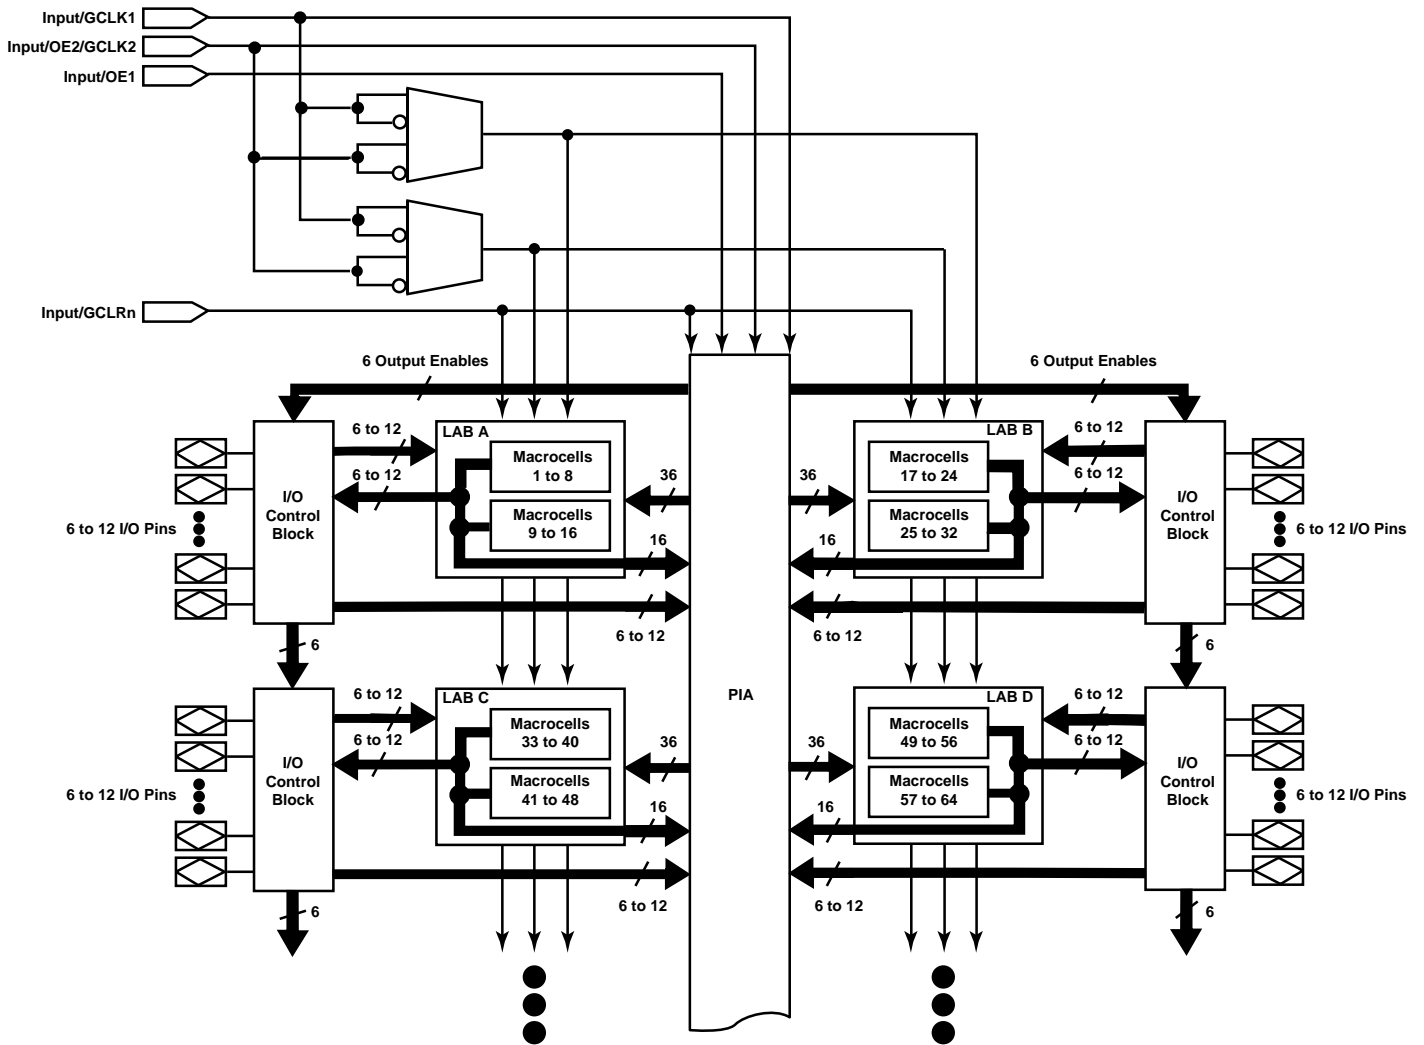 Input/GCLK1
Input/OE2/GCLK2
Input/OE1
Input/GCLRn
6 Output Enables
6 Output Enables
6 to 12
LAB A
Macrocells
1 to 8
LAB B
Macrocells
17 to 24
6 to 12
6 to 12
36
36
6 to 12
I/O
Control
Block
Macrocells
9 to 16
Macrocells
25 to 32
I/O
Control
Block
6 to 12 I/O Pins
6 to 12 I/O Pins
16
16
6 to 12
6 to 12
6
6
PIA
6 to 12
LAB C
Macrocells
33 to 40
LAB D
Macrocells
49 to 56
6 to 12
6 to 12
36
36
6 to 12
I/O
Control
Block
Macrocells
41 to 48
Macrocells
57 to 64
I/O
Control
Block
6 to 12 I/O Pins
6 to 12 I/O Pins
16
16
6 to 12
6 to 12
6
6